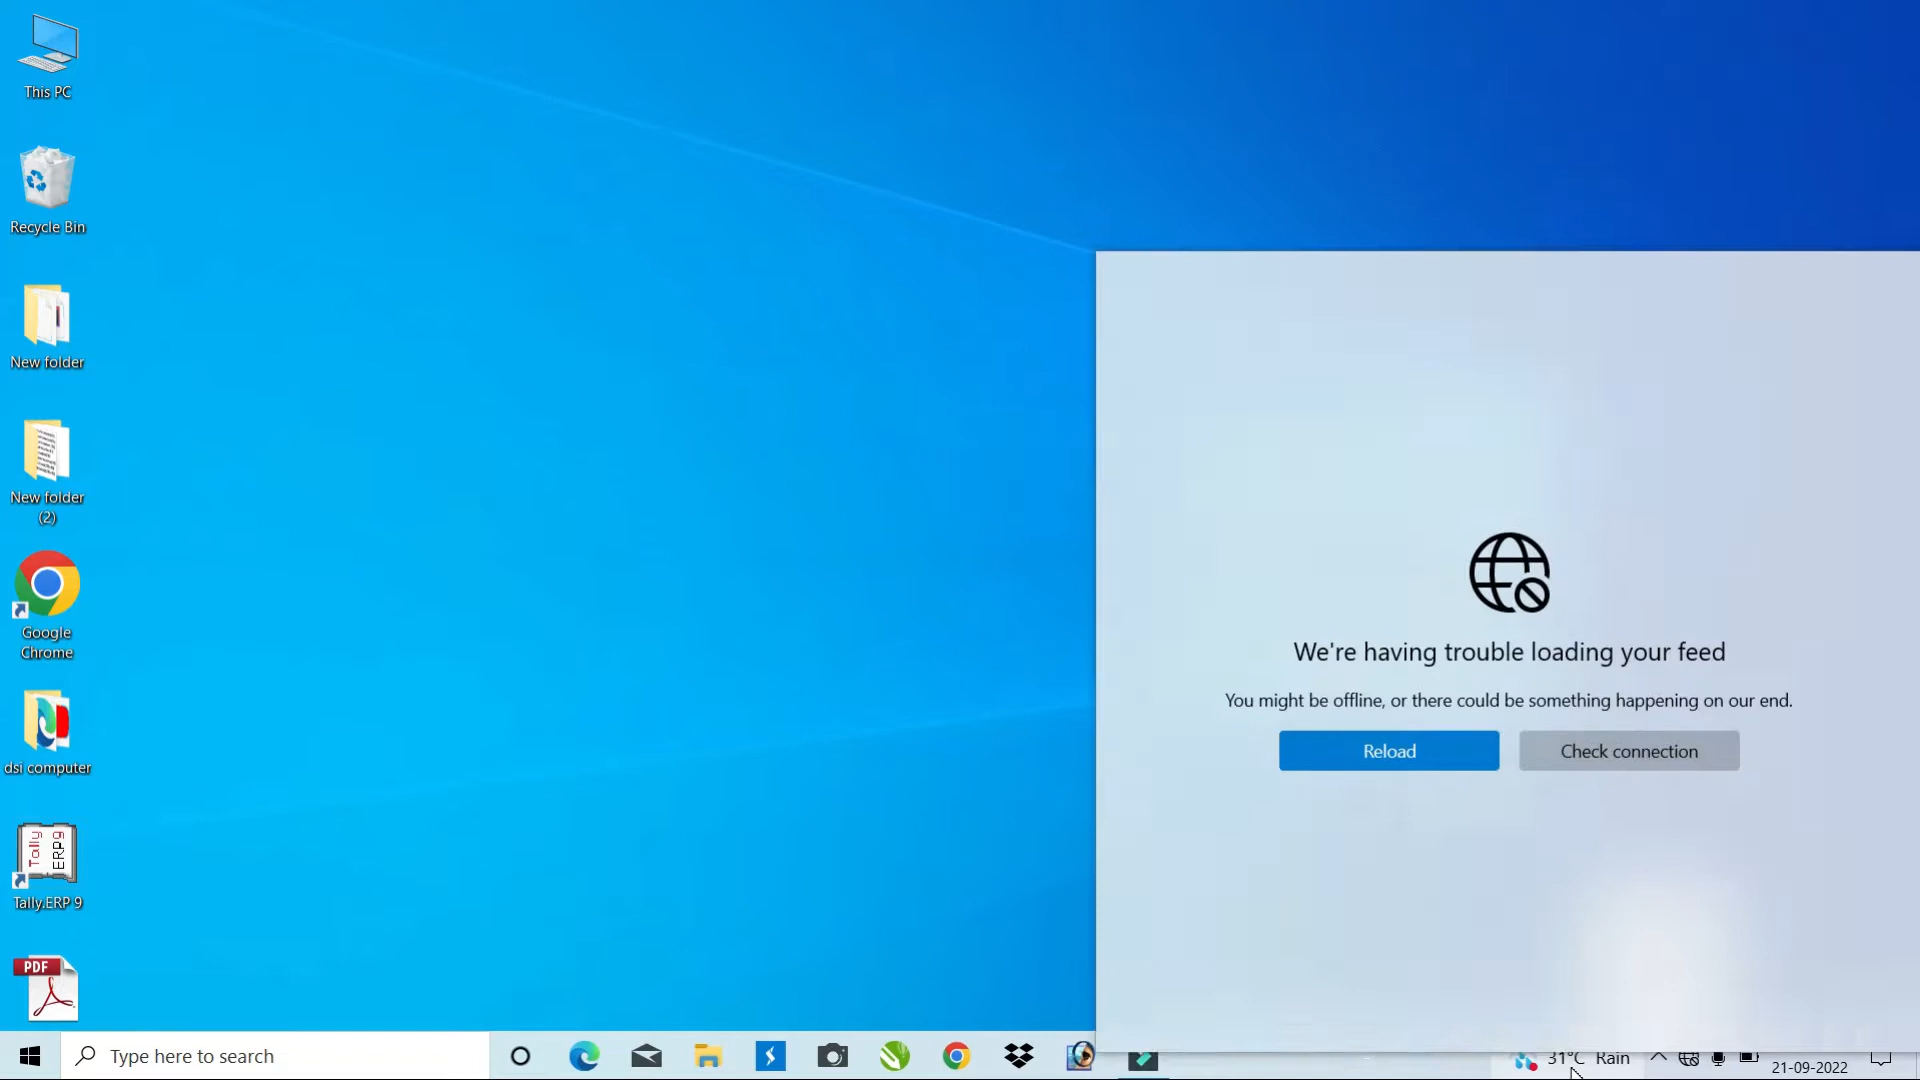 This PC
Recycle Bin
New folder
New folder
(2)
Google
Chrome
dsi computer
Tally
ERP9
Tally.ERP 9
PDF
We're having trouble loading your feed
You might be offline, or there could be something happening on our end.
Reload
Check connection
Type here to search
31°C Rain
21-09-2022